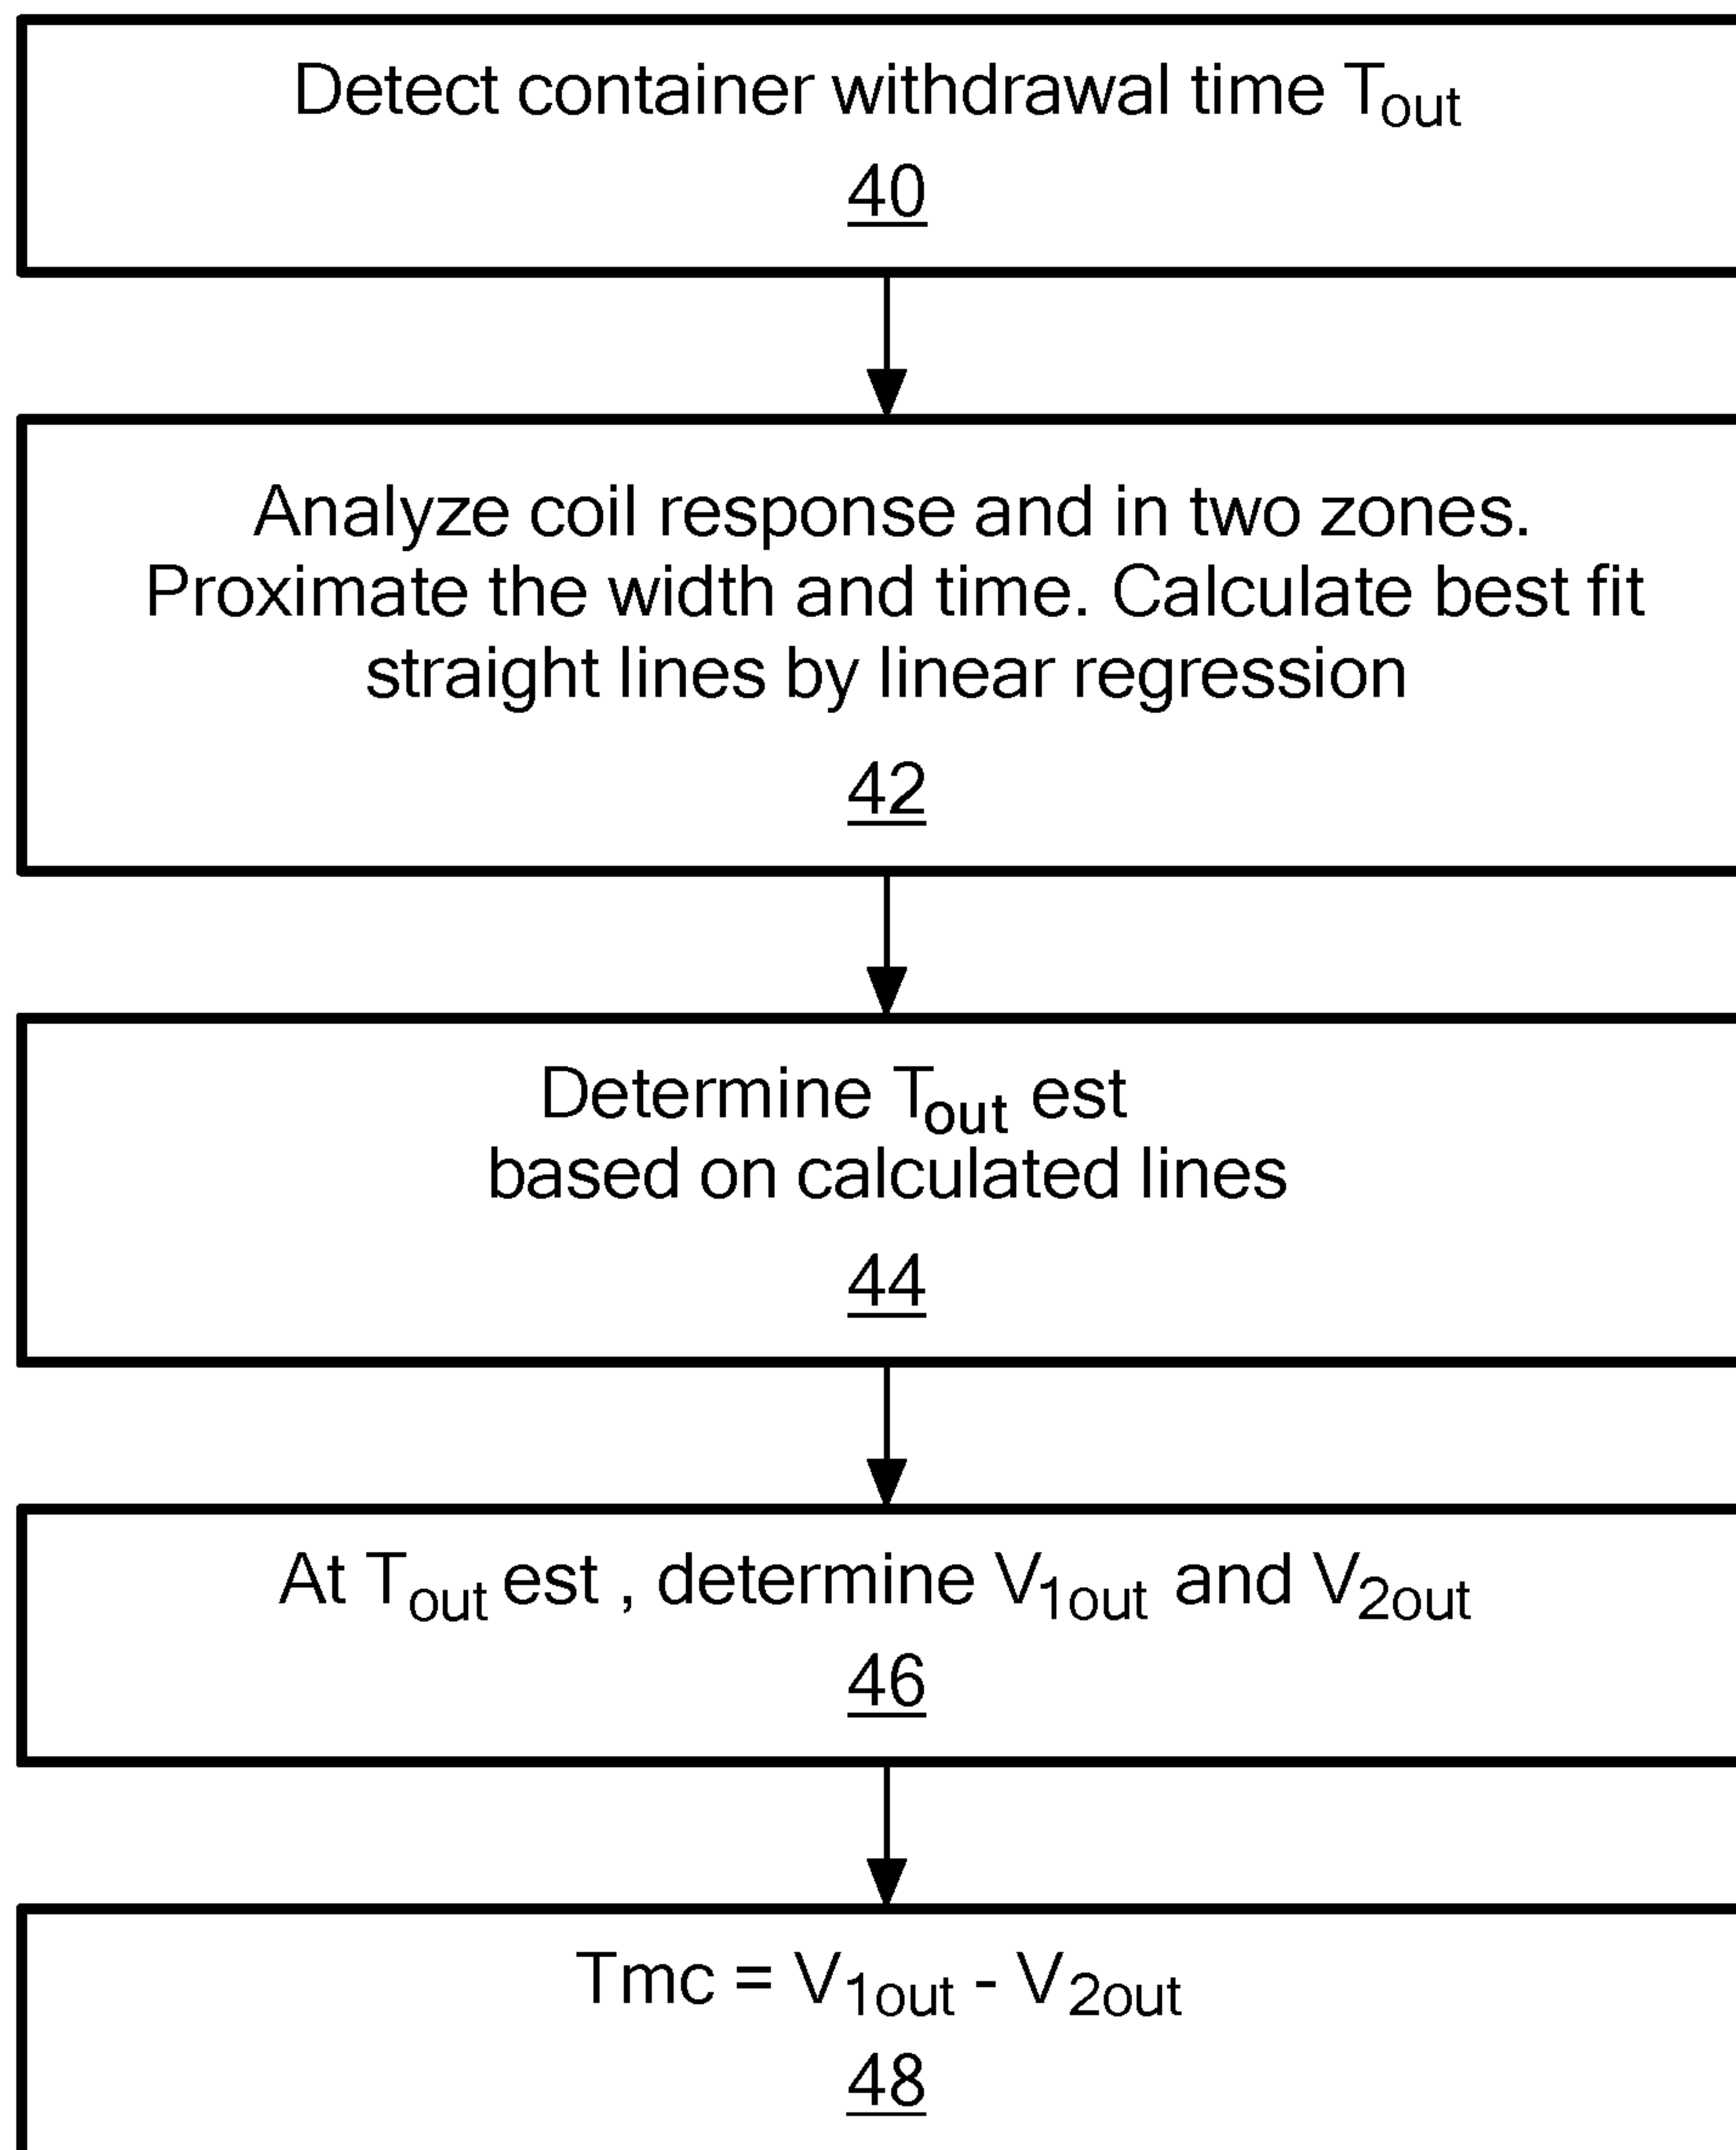 Detect container withdrawal time Tout
40
Analyze coil response and in two zones.
Proximate the width and time. Calculate best fit
straight lines by linear regression
42
Determine Tout est
based on calculated lines
44
At Tout est , determine V1out and V2out
46
Tmc = V1out - V2out
48